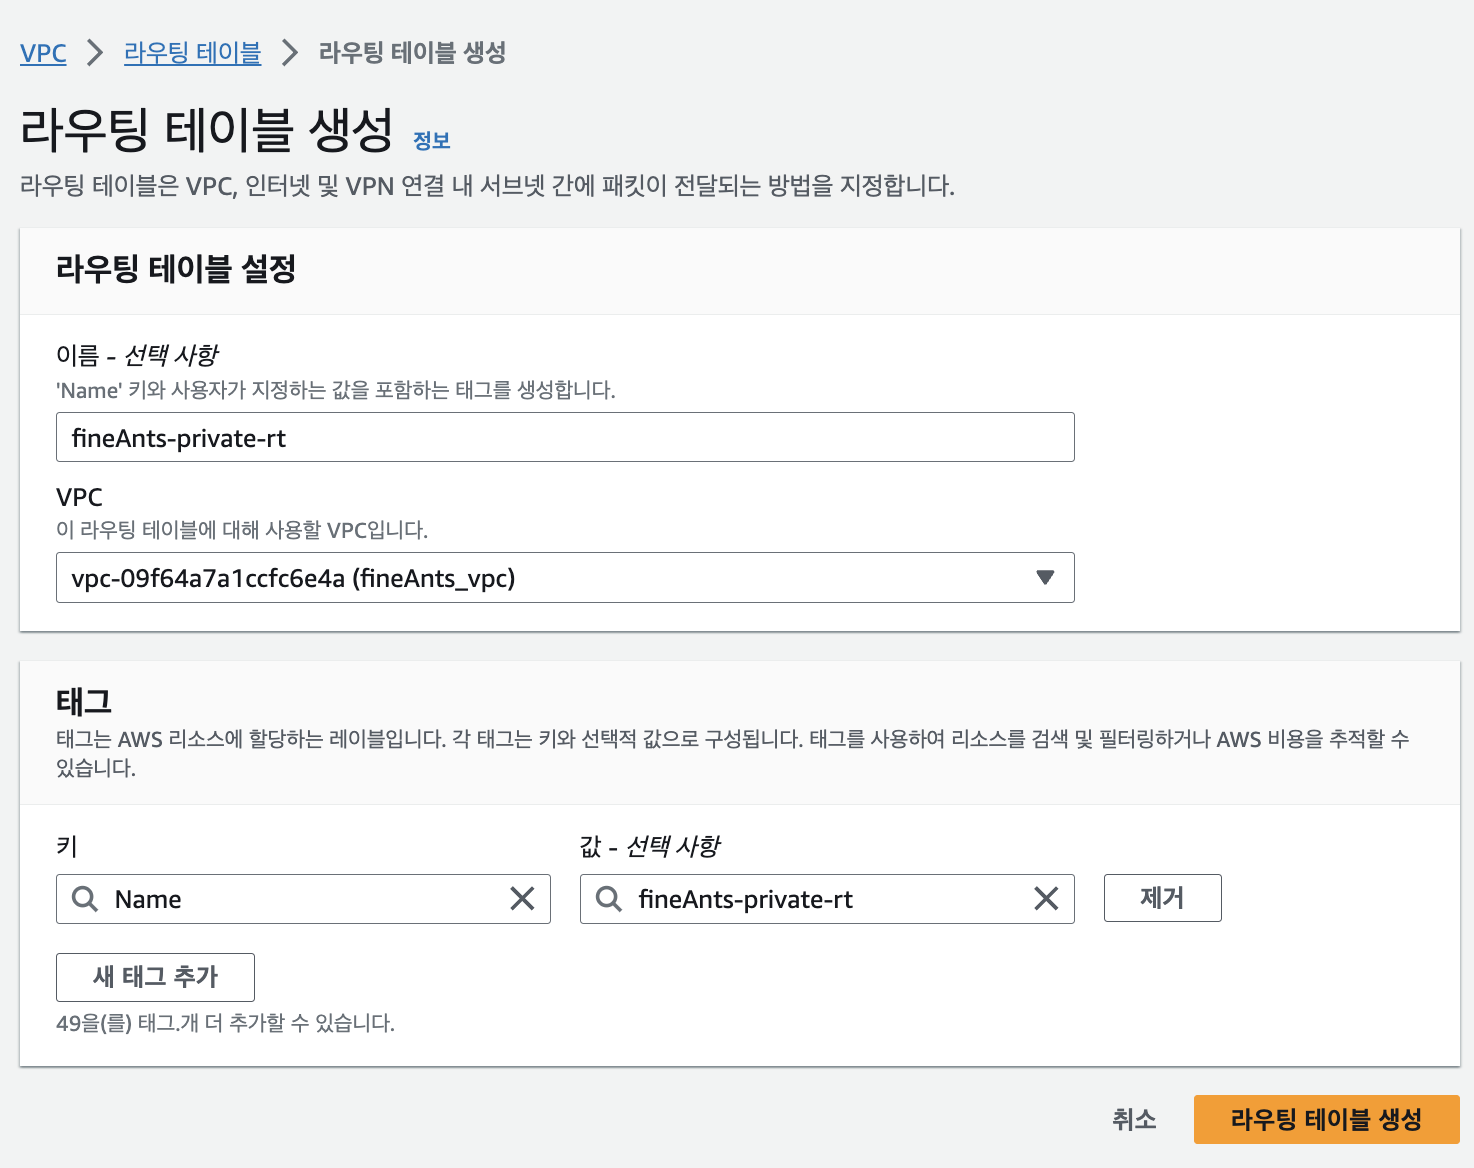 VPC > 라우팅 테이블 > 라우팅 테이블 생성
라우팅 테이블 생성 정보
라우팅 테이블은 VPC, 인터넷 및 VPN 연결 내 서브넷 간에 패킷이 전달되는 방법을 지정합니다.
라우팅 테이블 설정
이름 - 선택 사항
'Name' 키와 사용자가 지정하는 값을 포함하는 태그를 생성합니다.
fineAnts-private-rt
VPC
이 라우팅 테이블에 대해 사용할 VPC입니다.
vpc-09f64a7a1ccfc6e4a (fineAnts_vpc)
태그
태그는 AWS 리소스에 할당하는 레이블입니다. 각 태그는 키와 선택적 값으로 구성됩니다. 태그를 사용하여 리소스를 검색 및 필터링하거나 AWS 비용을 추적할 수
있습니다.
키 값 - 선택 사항
Name fineAnts-private-rt 제거
새 태그 추가
49을(를) 태그.개 더 추가할 수 있습니다.
취소 라우팅 테이블 생성